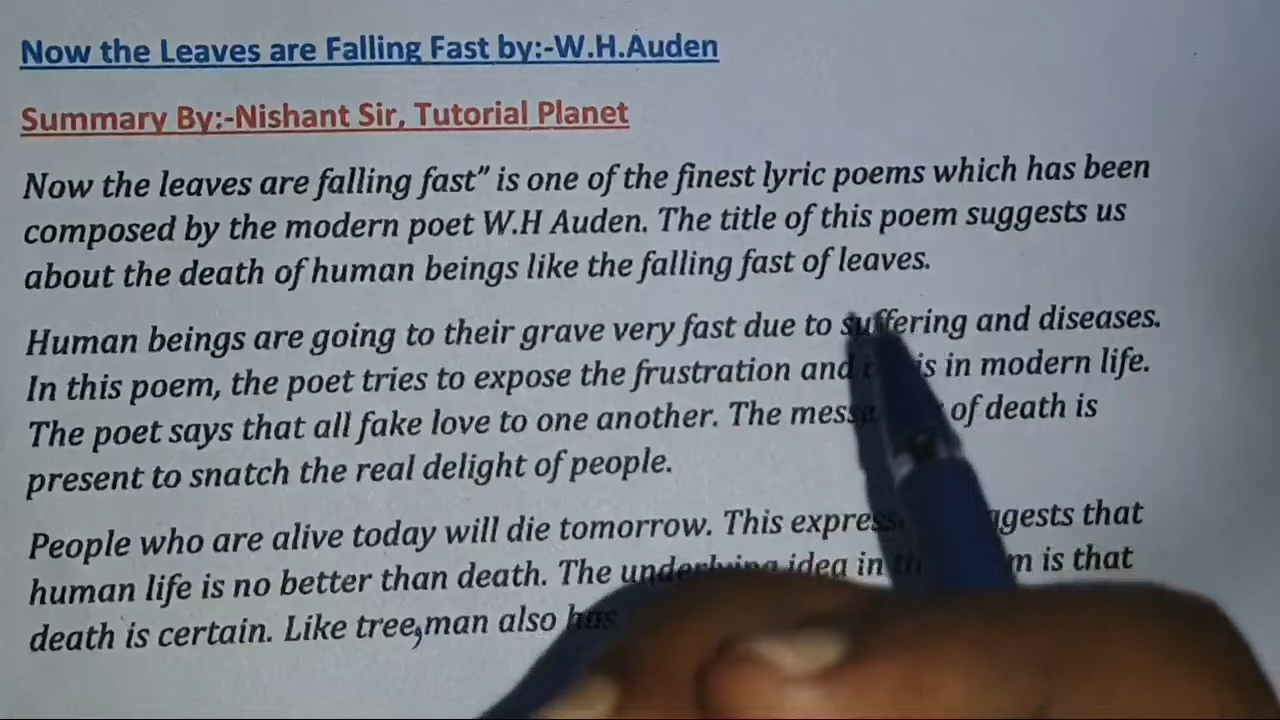 Now the Leaves are Falling Fast by:-W.H.Auden
Summary By:-Nishant Sir, Tutorial Planet
Now the leaves are falling fast" is one of the finest lyric poems which has been
composed by the modern poet W.H Auden. The title of this poem suggests us
about the death of human beings like the falling fast of leaves.
Human beings are going to their grave very fast due to suffering and diseases.
In this poem, the poet tries to expose the frustration and in modern life.
The poet says that all fake love to one another. The of death is
present to snatch the real delight of people.
People who are alive today will die tomorrow. This suggests that
human life is no better than death. The underlying idea in is that
death is certain. Like tree,man also has